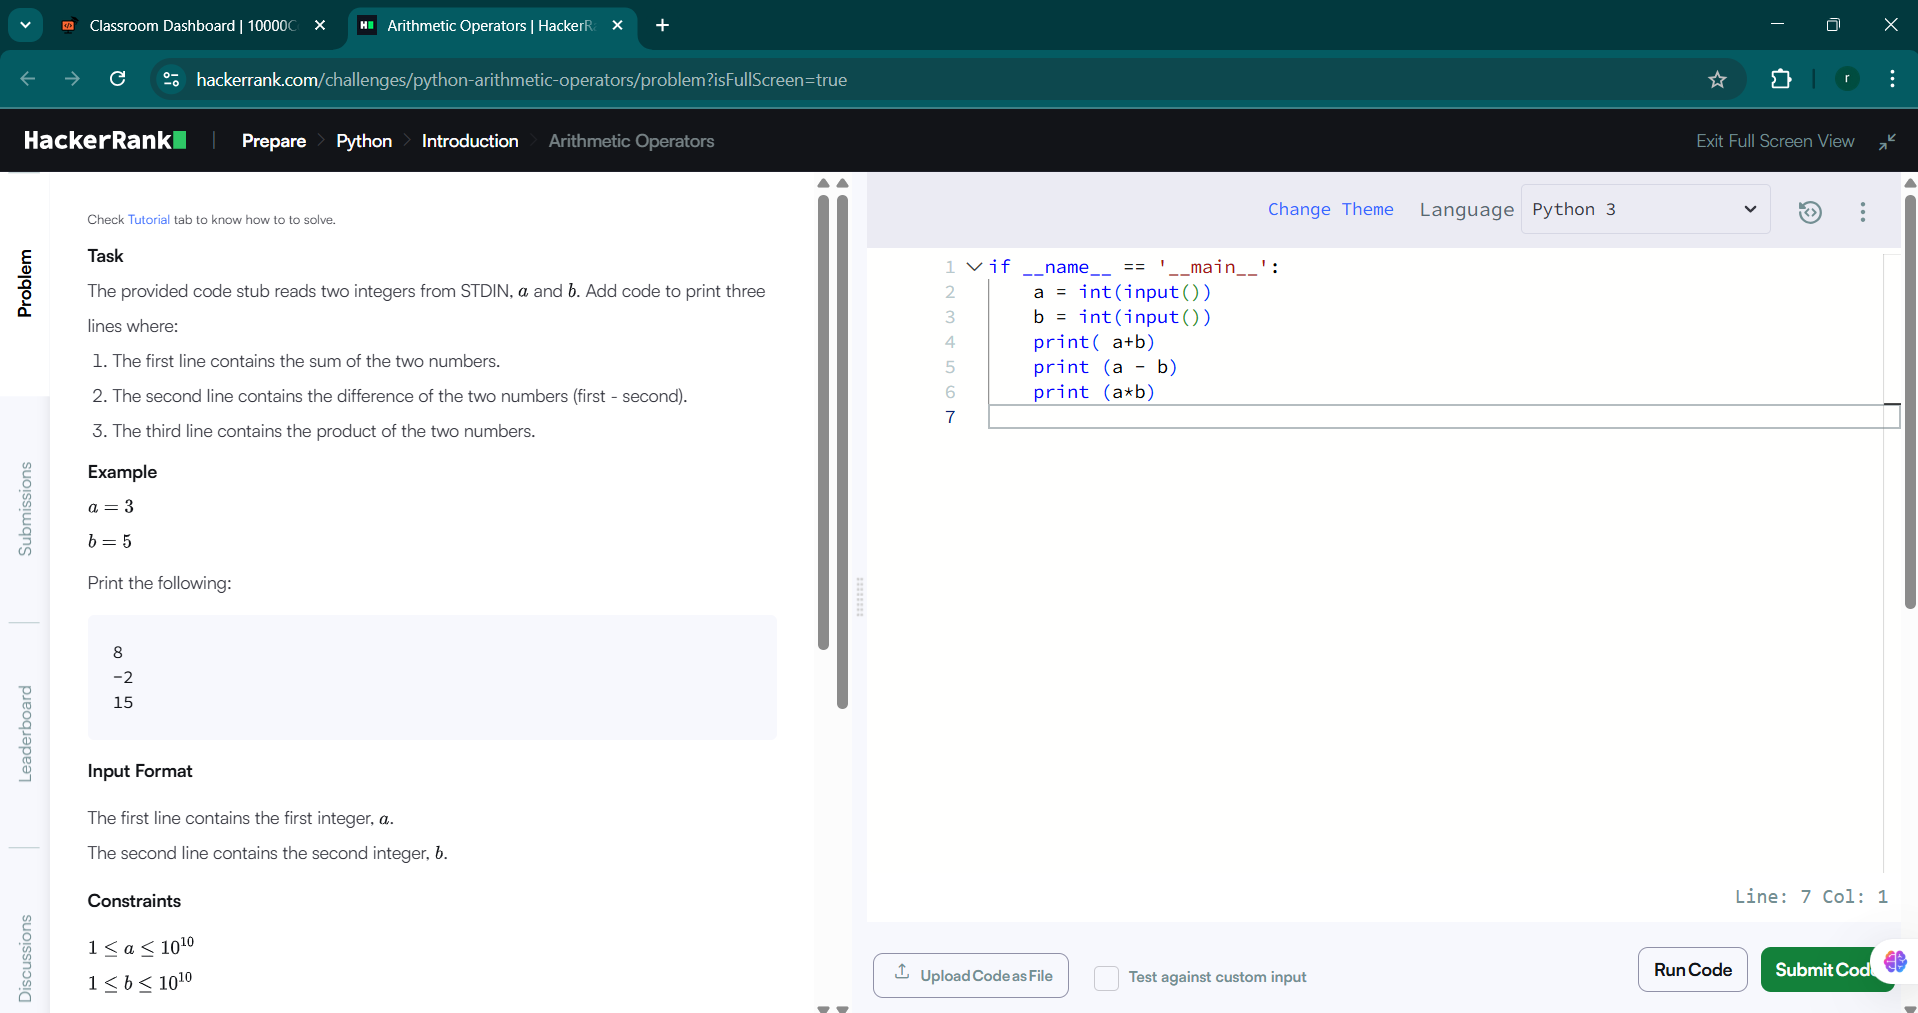 Classroom Dashboard | 10000C
Arithmetic Operators | HackerR
hackerrank.com/challenges/python-arithmetic-operators/problem?isFullScreen=true
r
HackerRank
Prepare
Python
Introduction
Arithmetic Operators
Exit Full Screen View
Problem
Submissions
Leaderboard
Discussions
Check Tutorial tab to know how to to solve.
Task
The provided code stub reads two integers from STDIN, a and b. Add code to print three
lines where:
1. The first line contains the sum of the two numbers.
2. The second line contains the difference of the two numbers (first - second).
3. The third line contains the product of the two numbers.
Example
a = 3
b = 5
Print the following:
8
-2
15
Input Format
The first line contains the first integer, a.
The second line contains the second integer, b.
Constraints
1 ≤ a ≤ 10^10
1 ≤ b ≤ 10^10
Change Theme
Language
Python 3
1 if __name__ == '__main__':
2     a = int(input())
3     b = int(input())
4     print( a+b)
5     print (a - b)
6     print (a*b)
7
Line: 7 Col: 1
Upload Code as File
Test against custom input
Run Code
Submit Cod